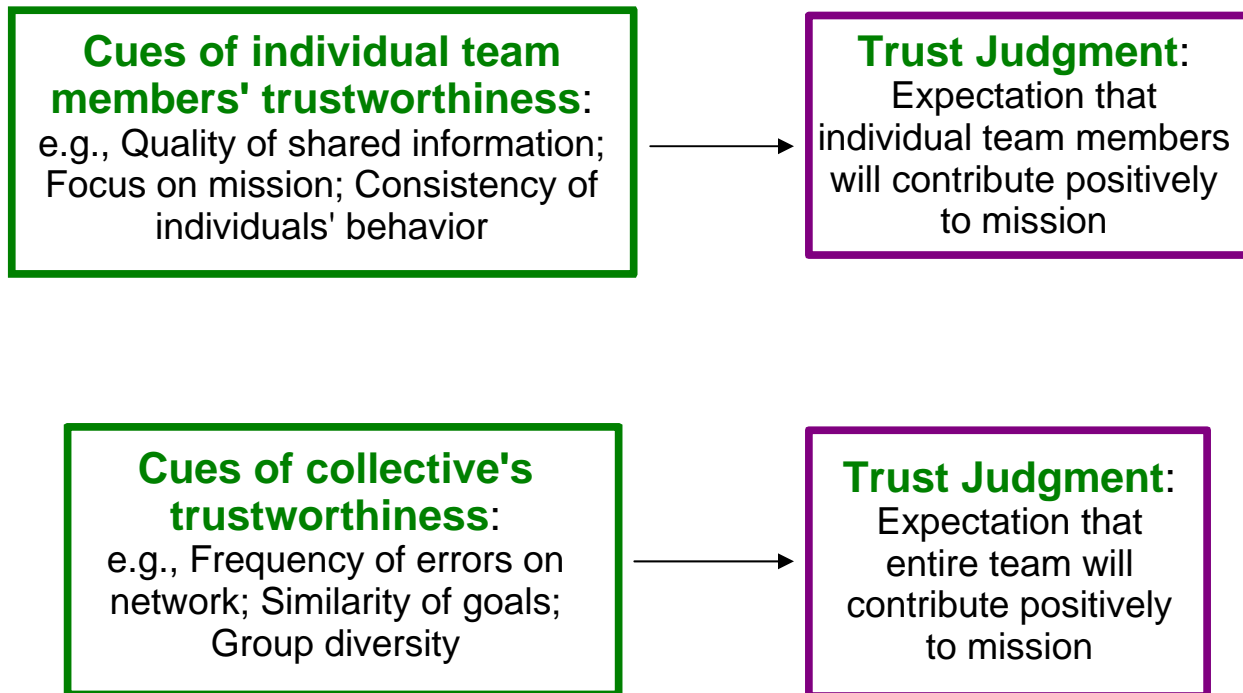 Cues of individual team
members' trustworthiness:
e.g., Quality of shared information;
Focus on mission; Consistency of
individuals' behavior
Trust Judgment:
Expectation that
individual team members
will contribute positively
to mission
Cues of collective's
trustworthiness:
e.g., Frequency of errors on
network; Similarity of goals;
Group diversity
Trust Judgment:
Expectation that
entire team will
contribute positively
to mission